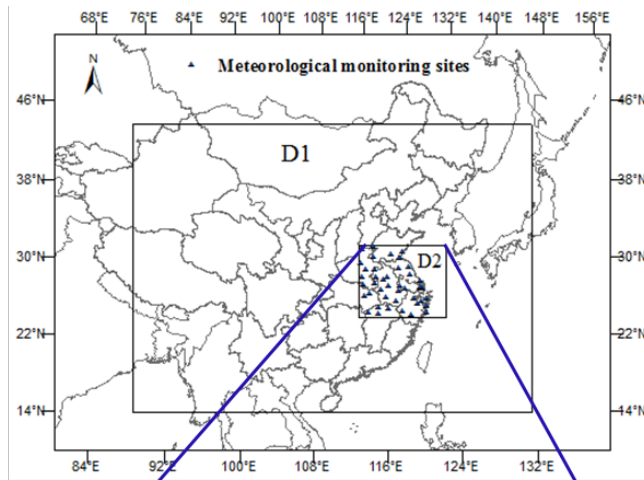 68°E 76°E 84°E 92°E 100°E 108°E 116°E 124°E 132°E 140°E 148°E 156°E
N
Meteorological monitoring sites
46°N 46°N
D1
38°N 38°N
30°N 30°N
D2
22°N 22°N
14°N 14°N
84°E 92°E 100°E 108°E 116°E 124°E 132°E